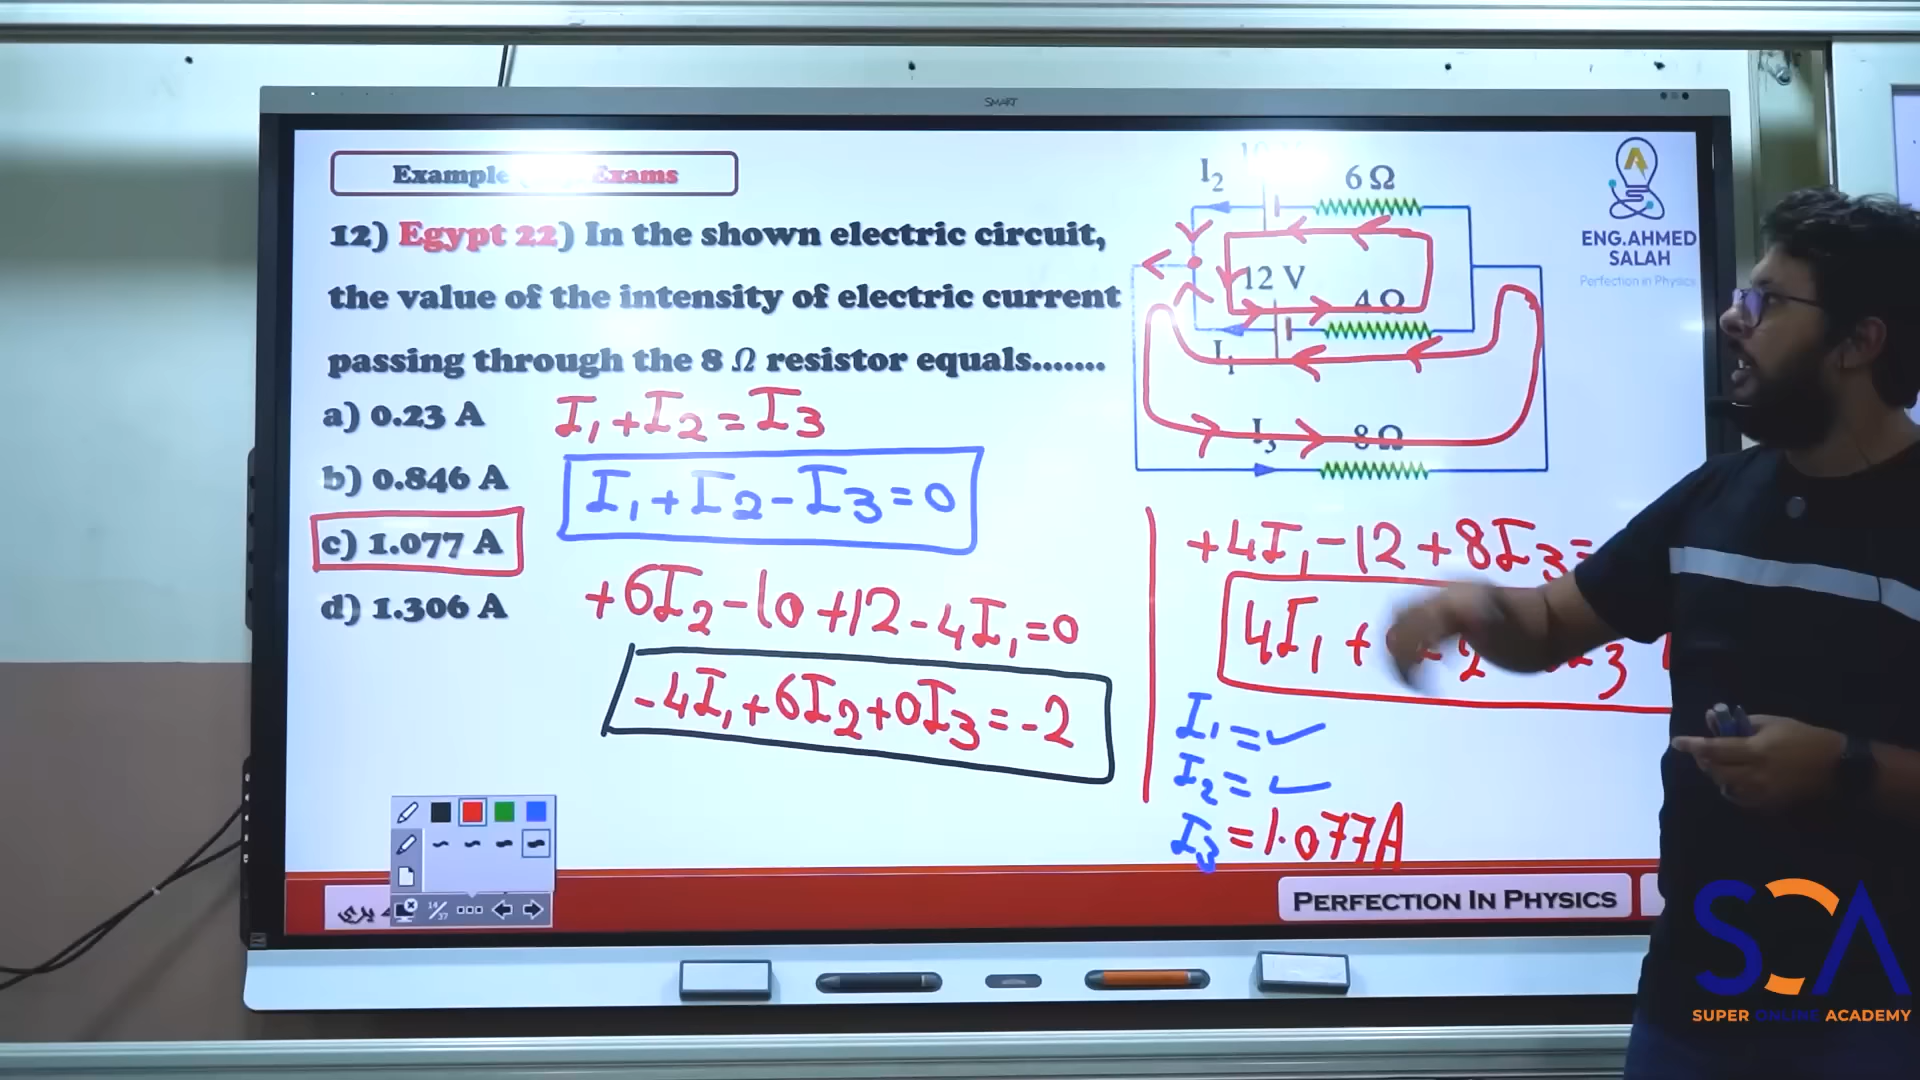 SMART
Example Exams
12) Egypt 22) In the shown electric circuit,
the value of the intensity of electric current
passing through the 8 Ω resistor equals.......
a) 0.23 A
b) 0.846 A
c) 1.077 A
d) 1.306 A
I₁+I₂=I₃
I₁+I₂-I₃=0
+6I₂-10+12-4I₁=0
-4I₁+6I₂+0I₃=-2
I₂
6 Ω
12 V
4 Ω
I₁
I₃
8 Ω
+4I₁-12+8I₃=
4I₁+
I₁=✓
I₂=✓
I₃=1.077A
ENG.AHMED
SALAH
Perfection in Physics
14/37
PERFECTION IN PHYSICS
SOA
SUPER ONLINE ACADEMY